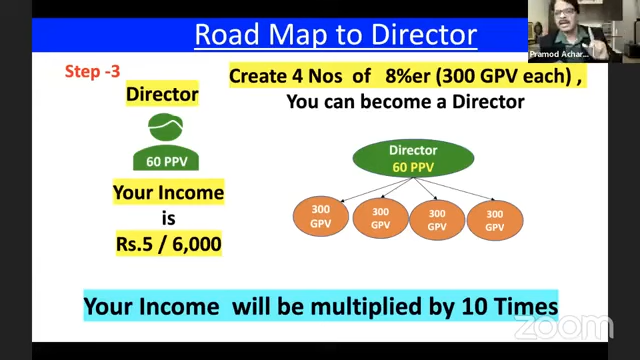 Road Map to Director
Pramod Achar...
Step -3
Director
60 PPV
Your Income
is
Rs.5 / 6,000
Create 4 Nos of 8%er (300 GPV each) ,
You can become a Director
Director
60 PPV
300
GPV
300
GPV
300
GPV
300
GPV
Your Income will be multiplied by 10 Times
zoom